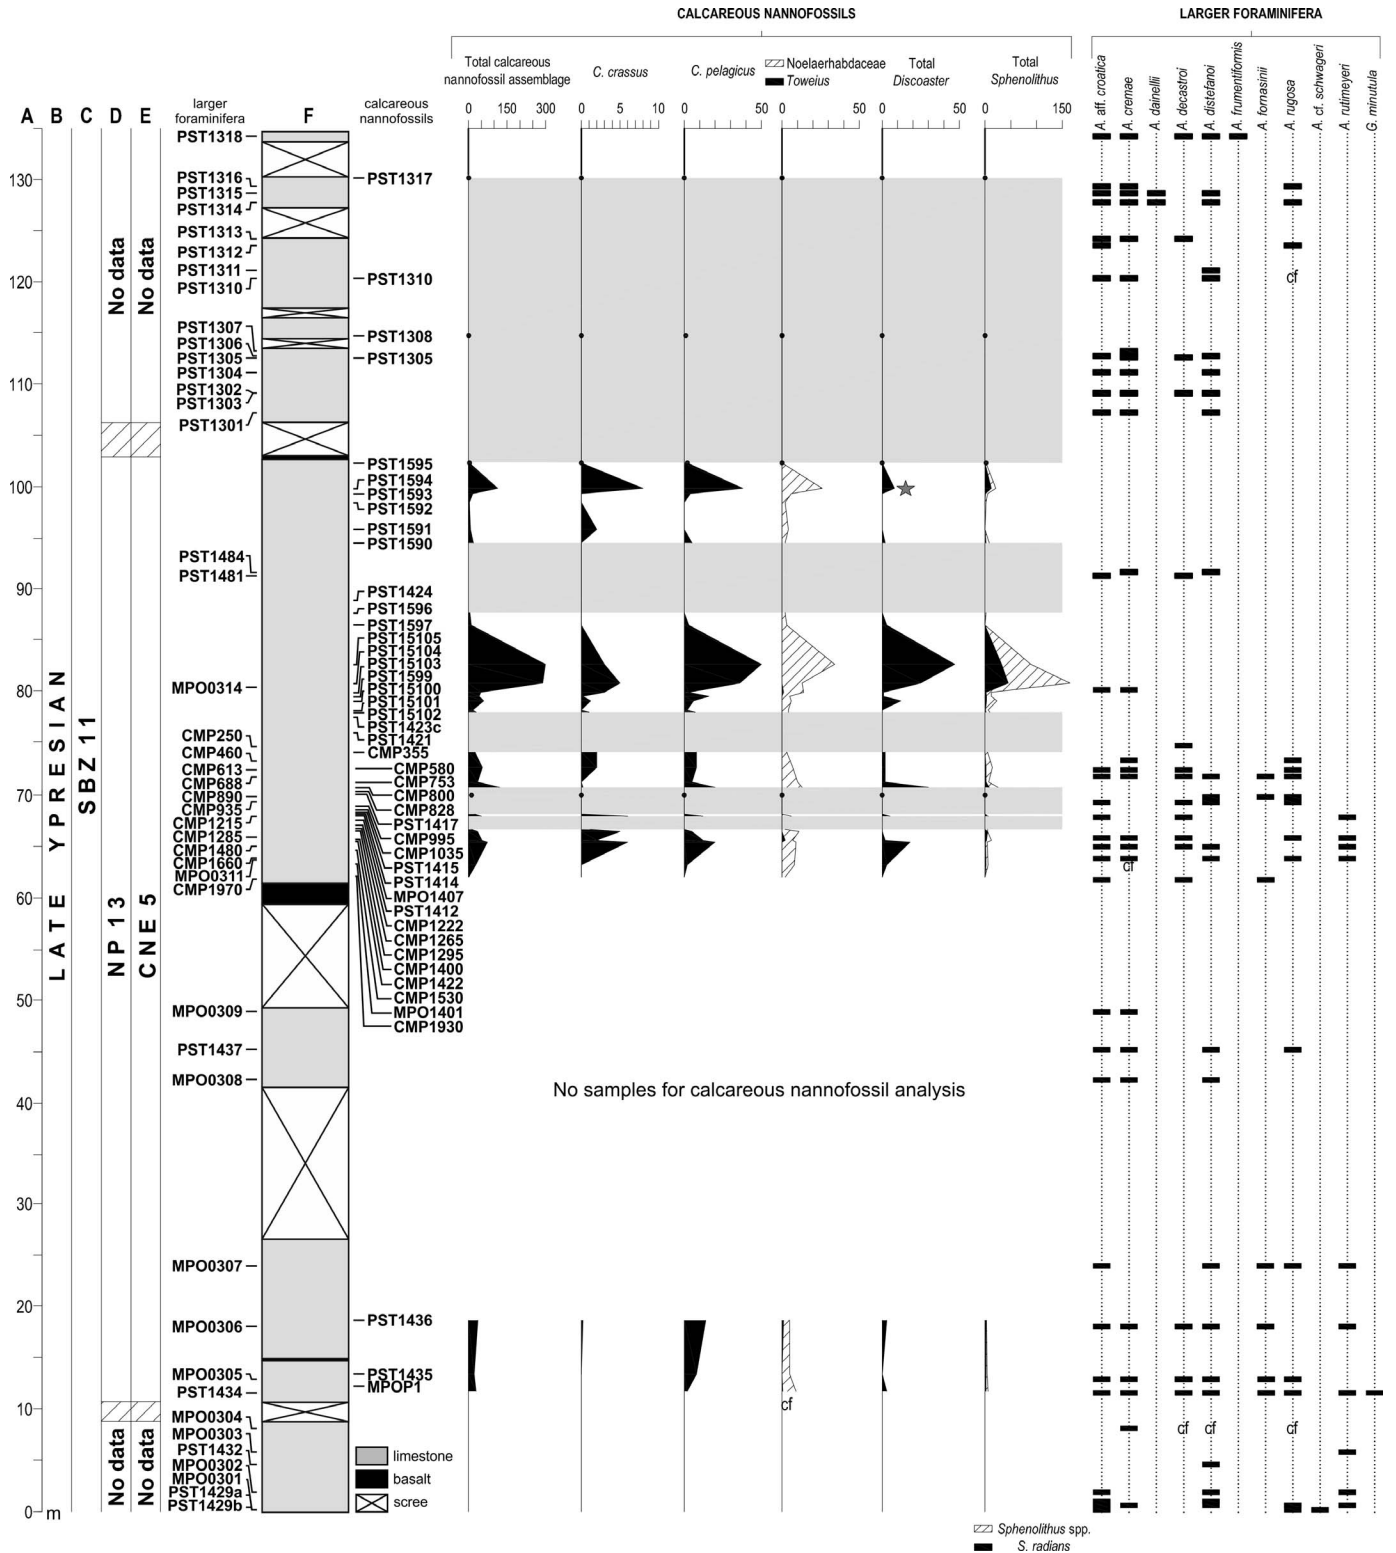 CALCAREOUS NANNOFOSSILS
LARGER FORAMINIFERA
Total calcareous
nannofossil assemblage
C. crassus
C. pelagicus
Noelaerhabdaceae
Toweius
Total
Discoaster
Total
Sphenolithus
A. aff. croatica
A. cremae
A. dainellii
A. decastroi
A. distefanoi
A. frumentiformis
A. fornasinii
A. rugosa
A. cf. schwageri
A. rutimeyeri
G. minutula
0 150 300
0 5 10
0 50
0
0 50
0 150
A B C D E
larger
foraminifera
F
calcareous
nannofossils
130
120
110
100
90
80
70
60
50
40
30
20
10
0 m
LATE YPRESIAN
SBZ 11
No data
No data
NP 13
CNE 5
No data
No data
PST1318
PST1316
PST1315
PST1314
PST1313
PST1312
PST1311
PST1310
PST1307
PST1306
PST1305
PST1304
PST1302
PST1303
PST1301
PST1484
PST1481
MPO0314
CMP250
CMP460
CMP613
CMP688
CMP890
CMP935
CMP1215
CMP1285
CMP1480
CMP1660
MPO0311
CMP1970
MPO0309
PST1437
MPO0308
MPO0307
MPO0306
MPO0305
PST1434
MPO0304
MPO0303
PST1432
MPO0302
MPO0301
PST1429a
PST1429b
PST1317
PST1310
PST1308
PST1305
PST1595
PST1594
PST1593
PST1592
PST1591
PST1590
PST1424
PST1596
PST1597
PST15105
PST15104
PST15103
PST1599
PST15100
PST15101
PST15102
PST1423c
PST1421
CMP355
CMP580
CMP753
CMP800
CMP828
PST1417
CMP995
CMP1035
PST1415
PST1414
MPO1407
PST1412
CMP1222
CMP1265
CMP1295
CMP1400
CMP1422
CMP1530
MPO1401
CMP1930
PST1436
PST1435
MPOP1
No samples for calcareous nannofossil analysis
cf
cf
cf
cf cf cf
limestone
basalt
scree
Sphenolithus spp.
S. radians